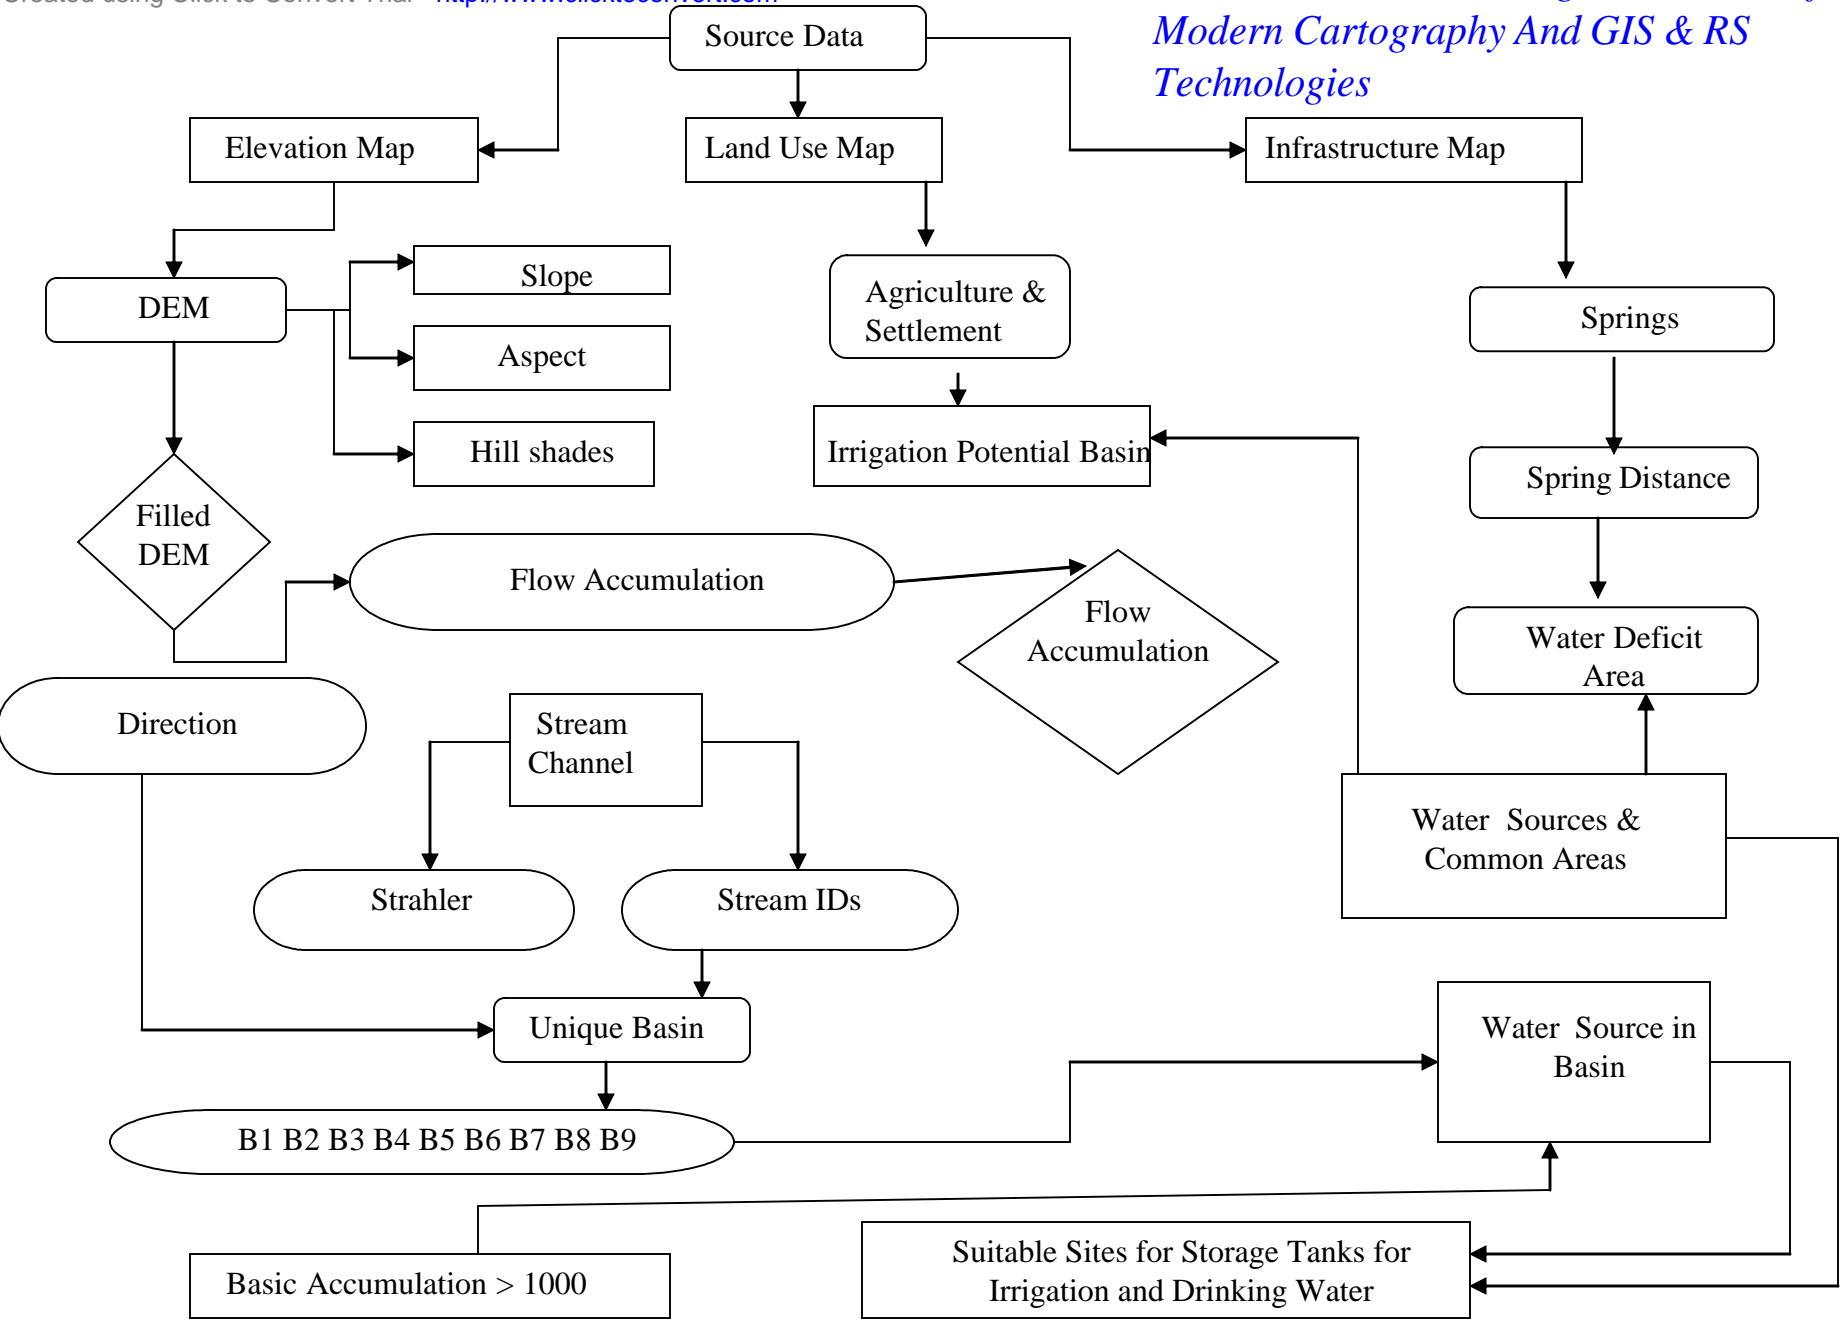 Source Data
Modern Cartography And GIS & RS
Technologies
Elevation Map
Land Use Map
Infrastructure Map
Slope
DEM
Agriculture &
Settlement
Springs
Aspect
Hill shades
Irrigation Potential Basin
Spring Distance
Filled
DEM
Flow Accumulation
Flow
Accumulation
Water Deficit
Area
Direction
Stream
Channel
Water Sources &
Common Areas
Strahler
Stream IDs
Unique Basin
Water Source in
Basin
B1 B2 B3 B4 B5 B6 B7 B8 B9
Suitable Sites for Storage Tanks for
Irrigation and Drinking Water
Basic Accumulation > 1000